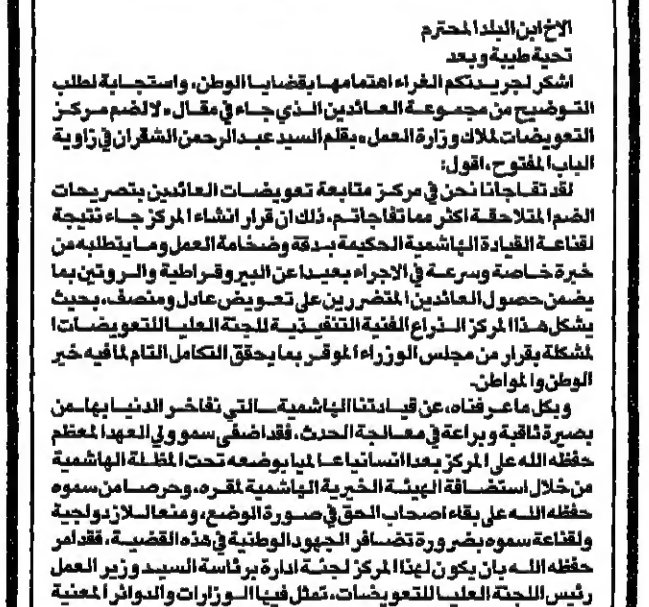 الاخ ابن البلد المحترم
تحية طيبة وبعد
اشكر لجريدتكم الغراء اهتمامها بقضايا الوطن، واستجابة لطلب
التوضيح من مجموعة العائدين الذي جاء في مقال «لا لضم مركز
التعويضات لملاك وزارة العمل» بقلم السيد عبد الرحمن الشقران في زاوية
الباب المفتوح، اقول:
لقد تفاجانا نحن في مركز متابعة تعويضات العائدين بتصريحات
الضم المتلاحقة اكثر مما تفاجاتم، ذلك ان قرار انشاء المركز جاء نتيجة
لقناعة القيادة الهاشمية الحكيمة بدقة وضخامة العمل وما يتطلبه من
خبرة خاصة وسرعة في الاجراء بعيدا عن البيروقراطية والروتين بما
يضمن حصول العائدين المتضررين على تعويض عادل ومنصف، بحيث
يشكل هذا المركز الذراع الفنية التنفيذية للجنة العليا للتعويضات ا
لمشكلة بقرار من مجلس الوزراء الموقر بما يحقق التكامل التام لما فيه خير
الوطن والمواطن.
وبكل ما عرفناه، عن قيادتنا الهاشمية ــ التي نفاخر الدنيا بها ــ من
بصيرة ثاقبة وبراعة في معالجة الحدث، فقد اضفى سمو ولي العهد المعظم
حفظه الله على المركز بعدا انسانيا عالميا بوضعه تحت المظلة الهاشمية
من خلال استضافة الهيئة الخيرية الهاشمية لمقره، وحرصا من سموه
حفظه الله على بقاء اصحاب الحق في صورة الوضع، ومنعا للازدولجية
ولقناعة سموه بضرورة تضافر الجهود الوطنية في هذه القضية، فقد امر
حفظه الله بان يكون لهذا المركز لجنة ادارة برئاسة السيد وزير العمل
رئيس اللجنة العليا للتعويضات، تمثل فيها الوزارات والدوائر المعنية